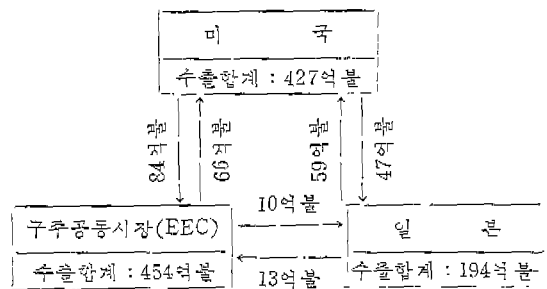 미 국
수출합계 : 427억불
84억불
66억불
59억불
47억불
10억불
구주공동시장(EEC)
일 본
수출합계 : 454억불
13억불
수출합계 : 194억불